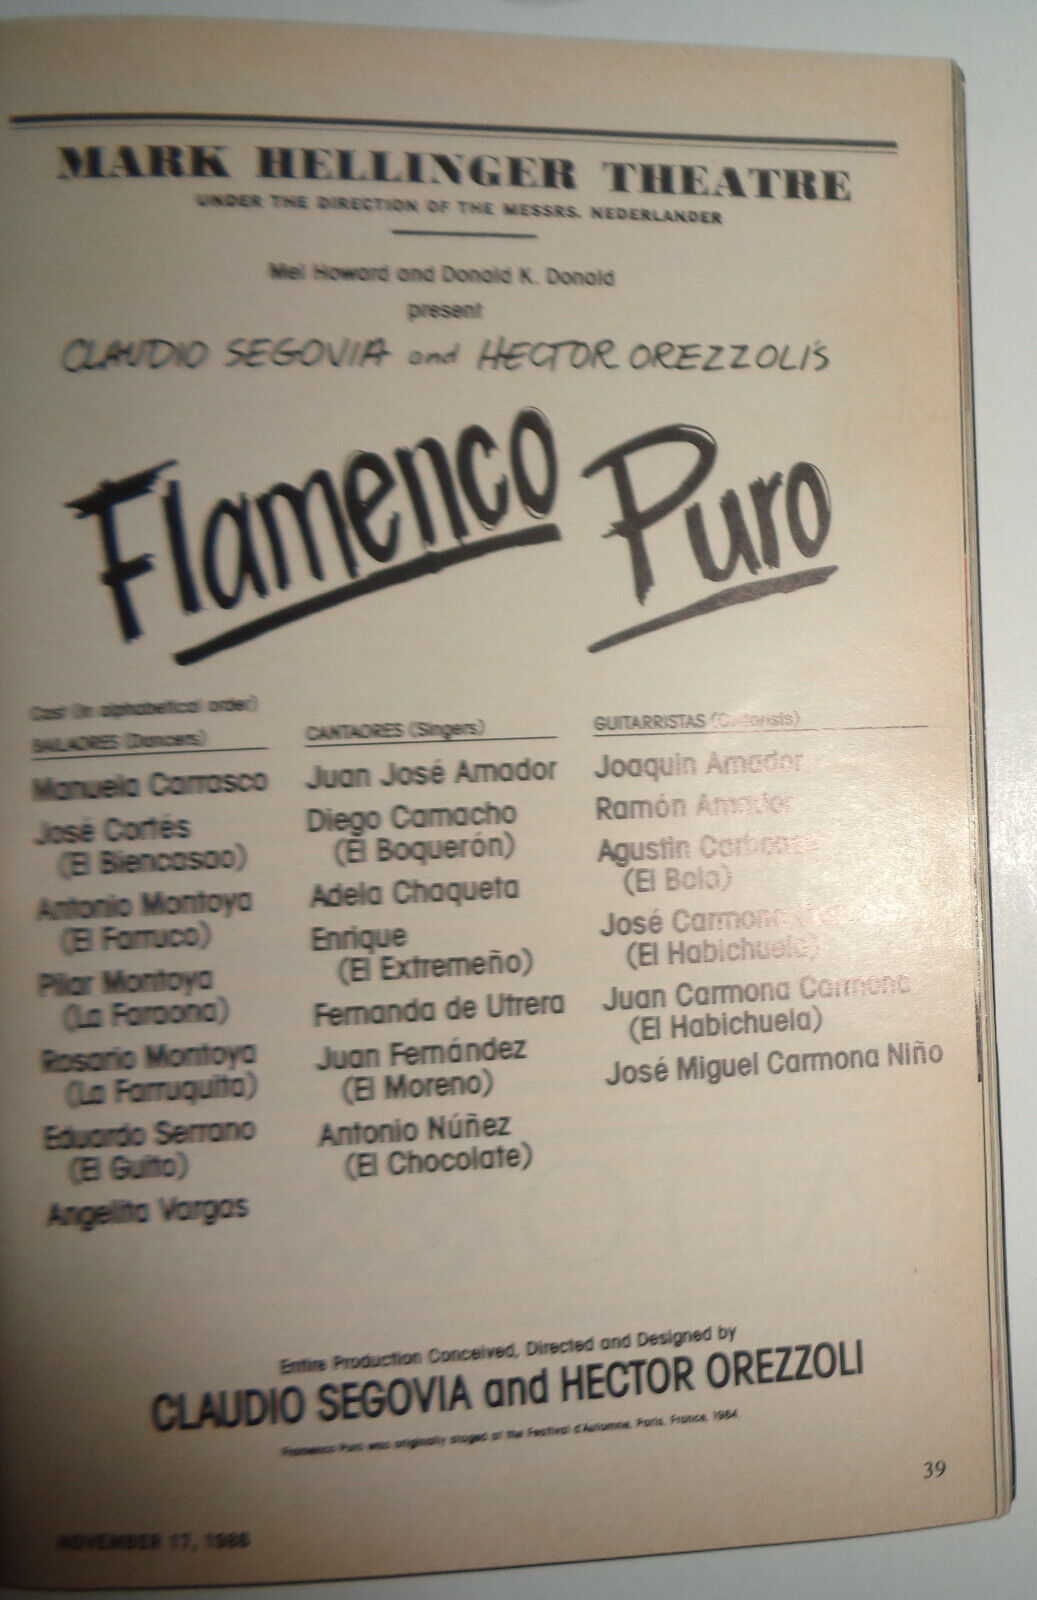 MARK HELLINGER THEATRE
UNDER THE DIRECTION OF THE MESSRS. NEDERLANDER
Mel Howard and Donald K. Donald
present
CLAUDIO SEGOVIA and HECTOR OREZZOLI'S
Flamenco Puro
Cast (in alphabetical order)
BAILAORES (Dancers)
Manuela Carrasco
José Cortés
(El Biencasao)
Antonio Montoya
(El Farruco)
Pilar Montoya
(La Faraona)
Rosario Montoya
(La Farruquita)
Eduardo Serrano
(El Guito)
Angelita Vargas
CANTAORES (Singers)
Juan José Amador
Diego Camacho
(El Boquerón)
Adela Chaqueta
Enrique
(El Extremeño)
Fernanda de Utrera
Juan Fernández
(El Moreno)
Antonio Núñez
(El Chocolate)
GUITARRISTAS (Guitarists)
Joaquin Amador
Ramón Amador
Agustin Carbonell
(El Bola)
José Carmona
(El Habichuela)
Juan Carmona Carmona
(El Habichuela)
José Miguel Carmona Niño
Entire Production Conceived, Directed and Designed by
CLAUDIO SEGOVIA and HECTOR OREZZOLI
Flamenco Puro was originally staged at the Festival d'Automne, Paris, France, 1984.
39
NOVEMBER 17, 1986